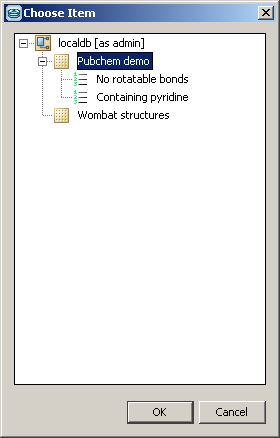 Choose Item
localdb [as admin]
Pubchem demo
No rotatable bonds
Containing pyridine
Wombat structures
OK
Cancel